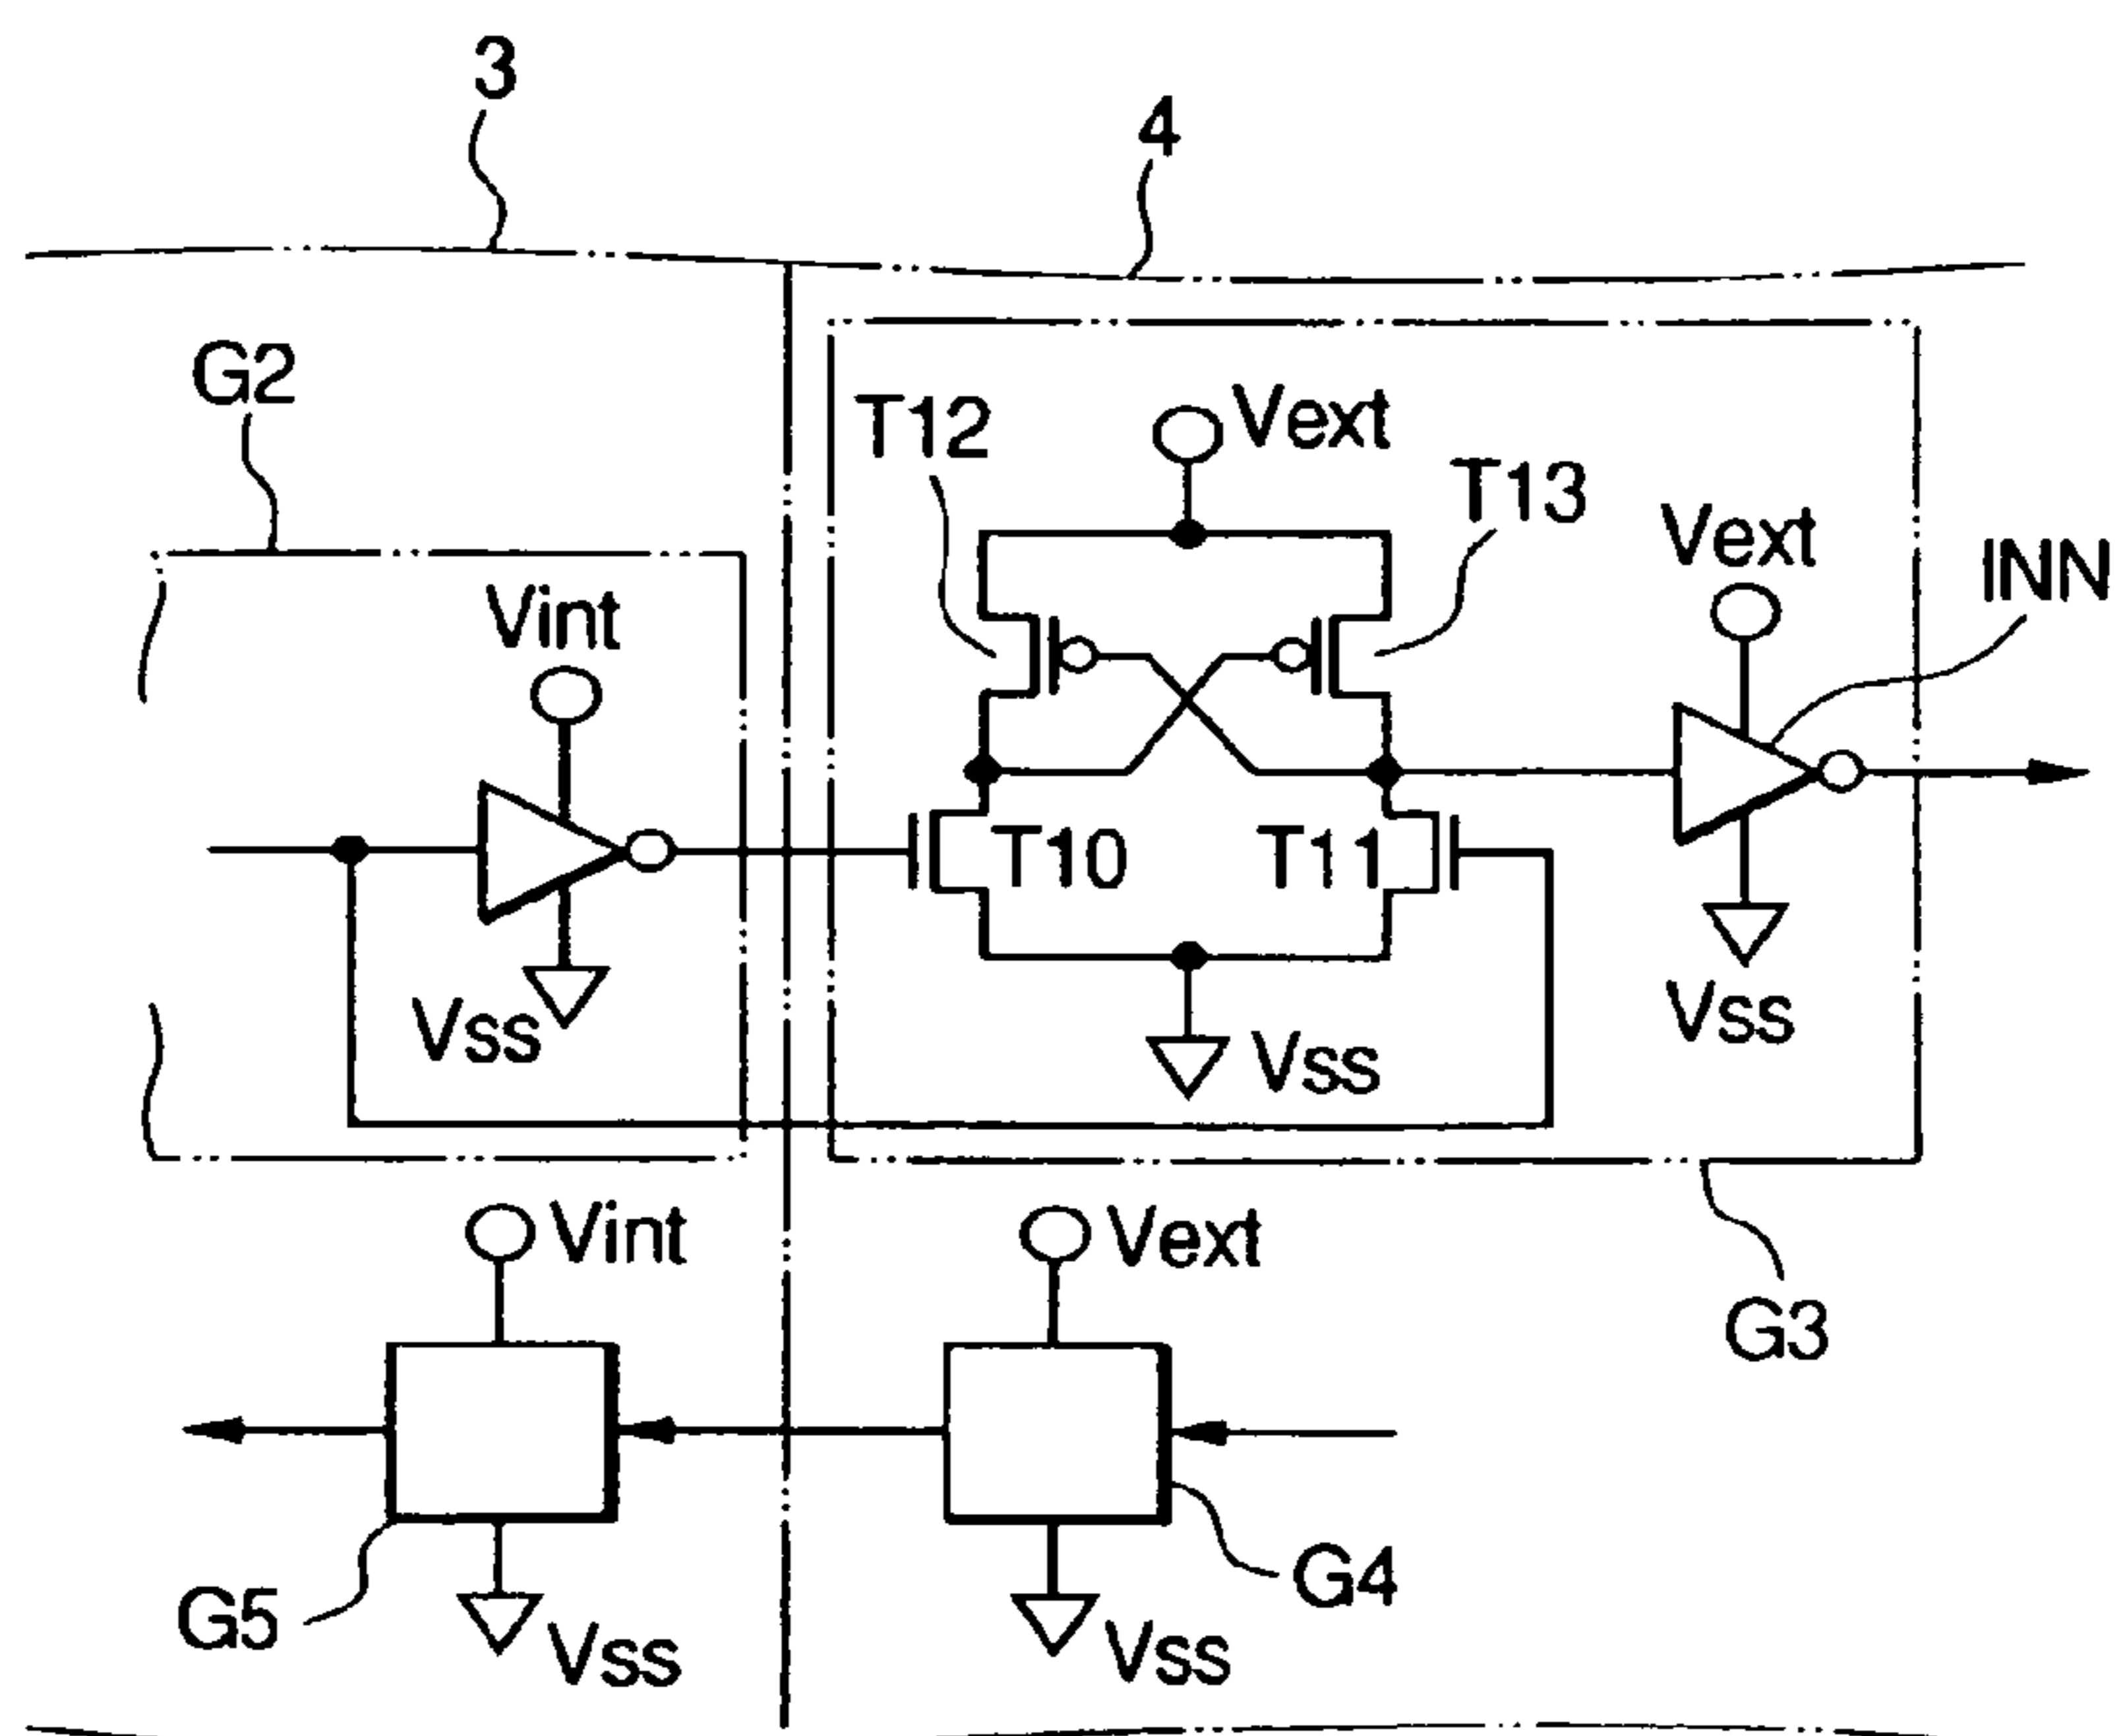 3
4
G2
T12
Vext
T13
Vext
INN
Vint
T10
T11
Vss
Vss
Vss
Vint
Vext
G3
G5
Vss
G4
Vss